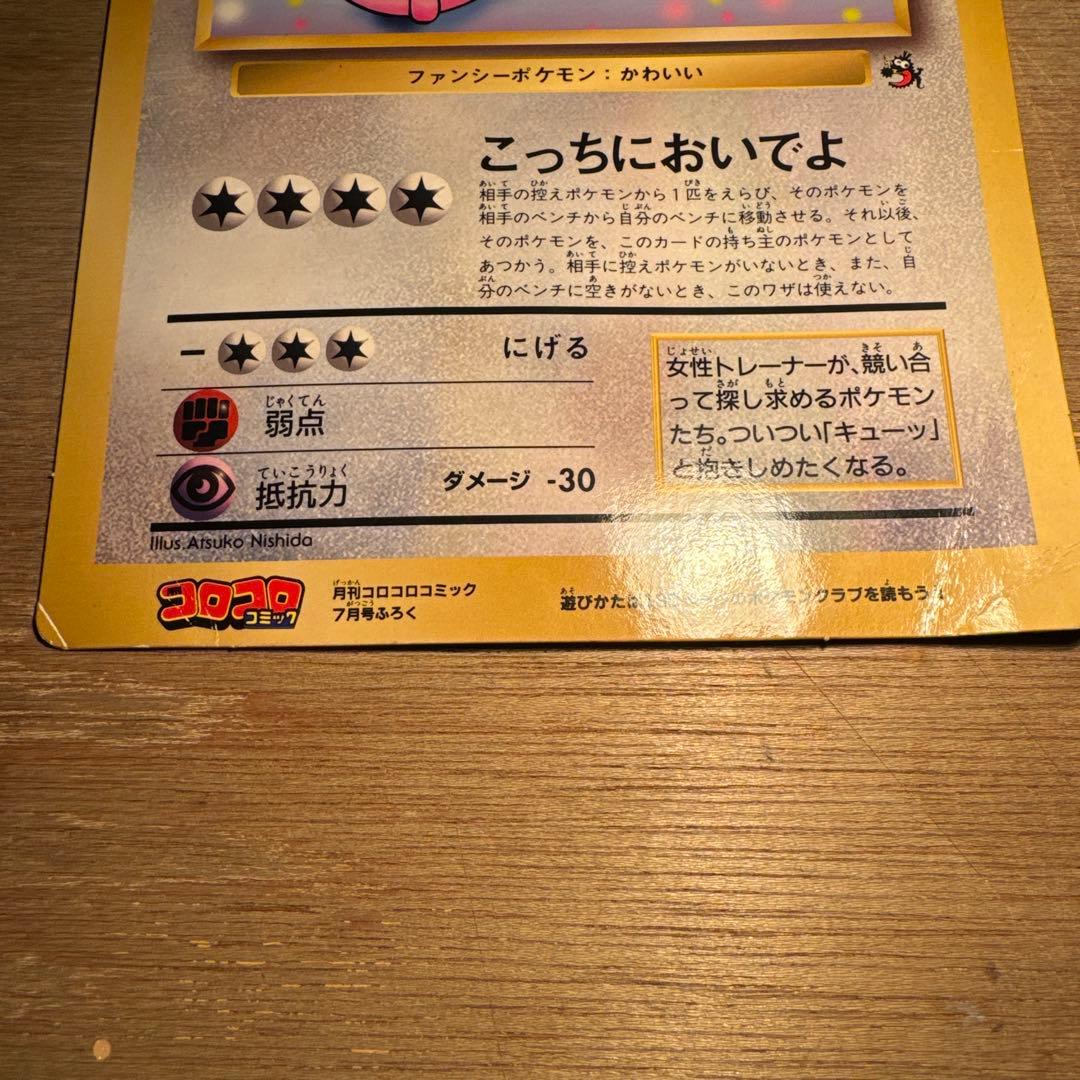 ファンシーポケモン：かわいい
こっちにおいでよ
相手の控えポケモンから1匹をえらび、そのポケモンを
相手のベンチから自分のベンチに移動させる。それ以後、
そのポケモンを、このカードの持ち主のポケモンとして
あつかう。相手に控えポケモンがいないとき、また、自
分のベンチに空きがないとき、このワザは使えない。
− にげる
弱点
抵抗力 ダメージ -30
女性トレーナーが、競い合
って探し求めるポケモン
たち。ついつい「キューッ」
と抱きしめたくなる。
Illus.Atsuko Nishida
コロコロ
コミック
月刊コロコロコミック
7月号ふろく
遊びかたは ポケモンクラブを読もう